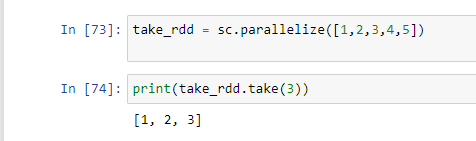 In [73]: take_rdd = sc.parallelize([1,2,3,4,5])
In [74]: print(take_rdd.take(3))
[1, 2, 3]